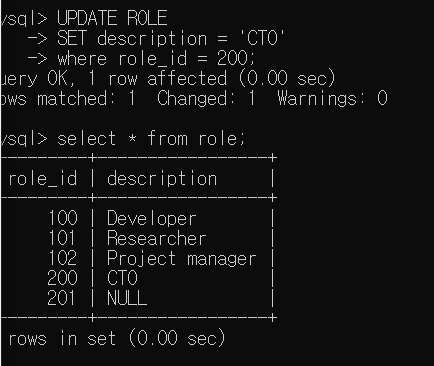 ysql> UPDATE ROLE
-> SET description = 'CTO'
-> where role_id = 200;
uery OK, 1 row affected (0.00 sec)
ows matched: 1  Changed: 1  Warnings: 0
ysql> select * from role;
---------+------------------+
role_id | description      |
---------+------------------+
100 | Developer        |
101 | Researcher       |
102 | Project manager |
200 | CTO              |
201 | NULL             |
---------+------------------+
rows in set (0.00 sec)